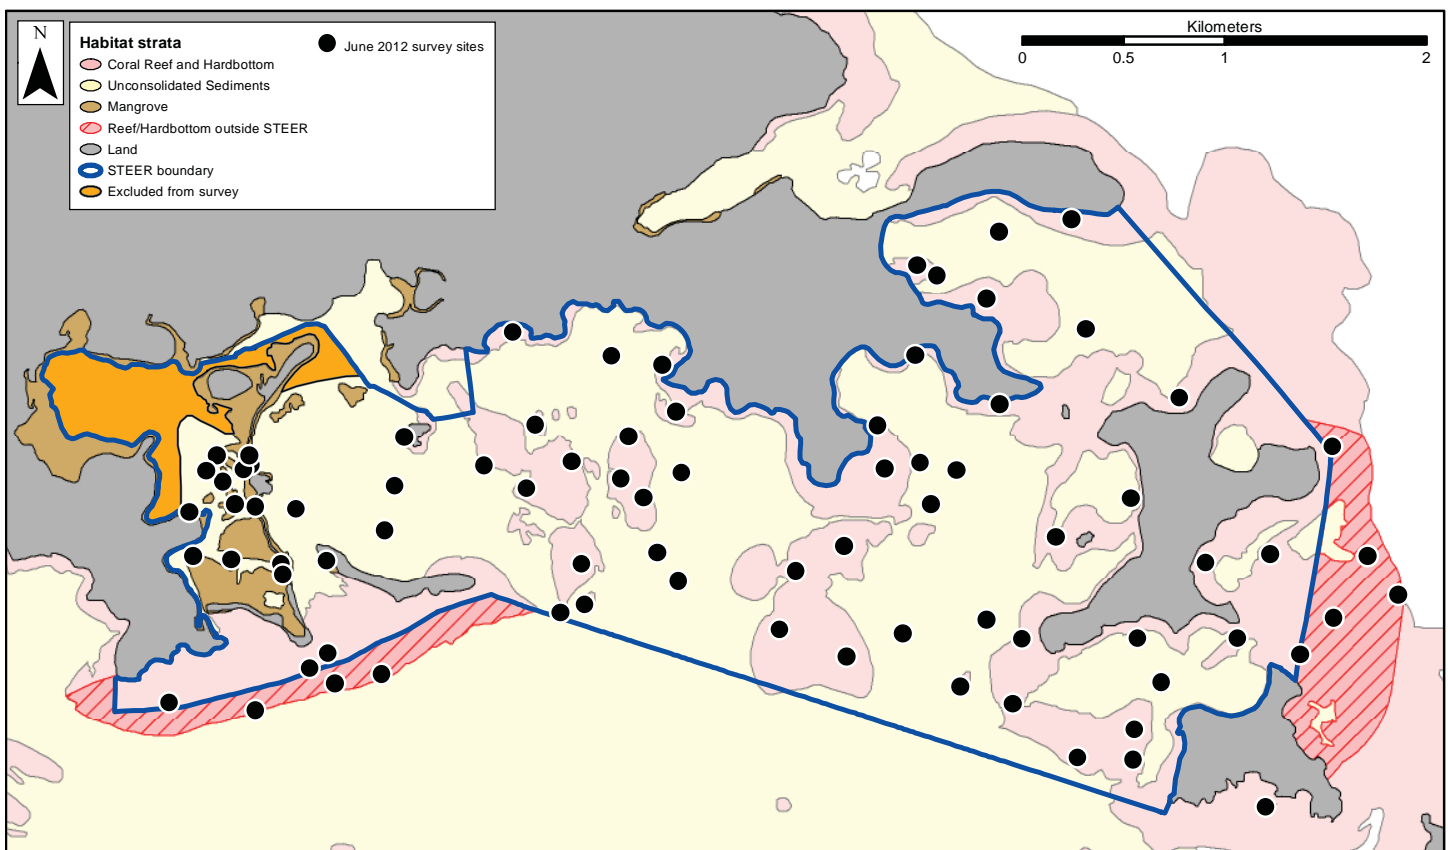 N
Habitat strata
June 2012 survey sites
Coral Reef and Hardbottom
Unconsolidated Sediments
Mangrove
Reef/Hardbottom outside STEER
Land
STEER boundary
Excluded from survey
Kilometers
0 0.5 1 2